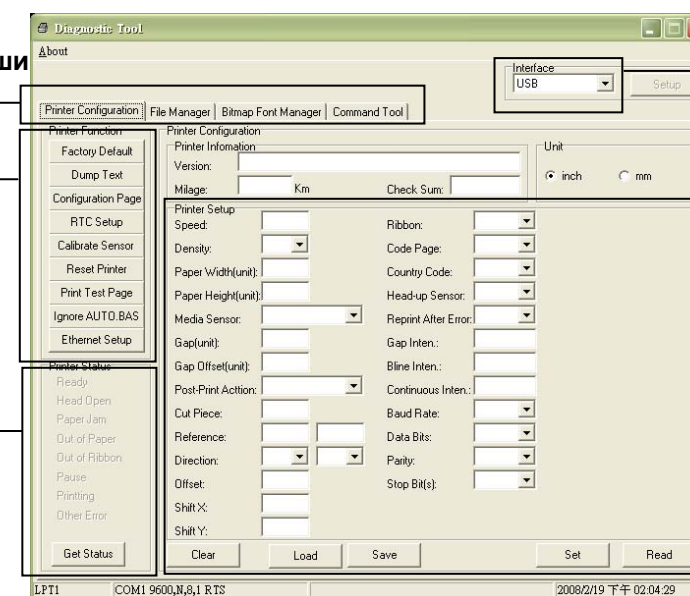 Diagnostic Tool
About
ши
Interface
USB
Setup
Printer Configuration File Manager Bitmap Font Manager Command Tool
Printer Function
Factory Default
Dump Text
Configuration Page
RTC Setup
Calibrate Sensor
Reset Printer
Print Test Page
Ignore AUTO.BAS
Ethernet Setup
Printer Status
Ready
Head Open
Paper Jam
Out of Paper
Out of Ribbon
Pause
Printting
Other Error
Get Status
Printer Configuration
Printer Infomation
Version:
Milage: Km Check Sum:
Unit
inch mm
Printer Setup
Speed: Ribbon:
Density: Code Page:
Paper Width(unit): Country Code:
Paper Height(unit): Head-up Sensor:
Media Sensor: Reprint After Error:
Gap(unit): Gap Inten.:
Gap Offset(unit): Bline Inten.:
Post-Print Acttion: Continuous Inten.:
Cut Piece: Baud Rate:
Reference: Data Bits:
Direction: Parity:
Offset: Stop Bit(s):
Shift X:
Shift Y:
Clear Load Save Set Read
LPT1 COM1 9600,N,8,1 RTS 2008/2/19 下午 02:04:29